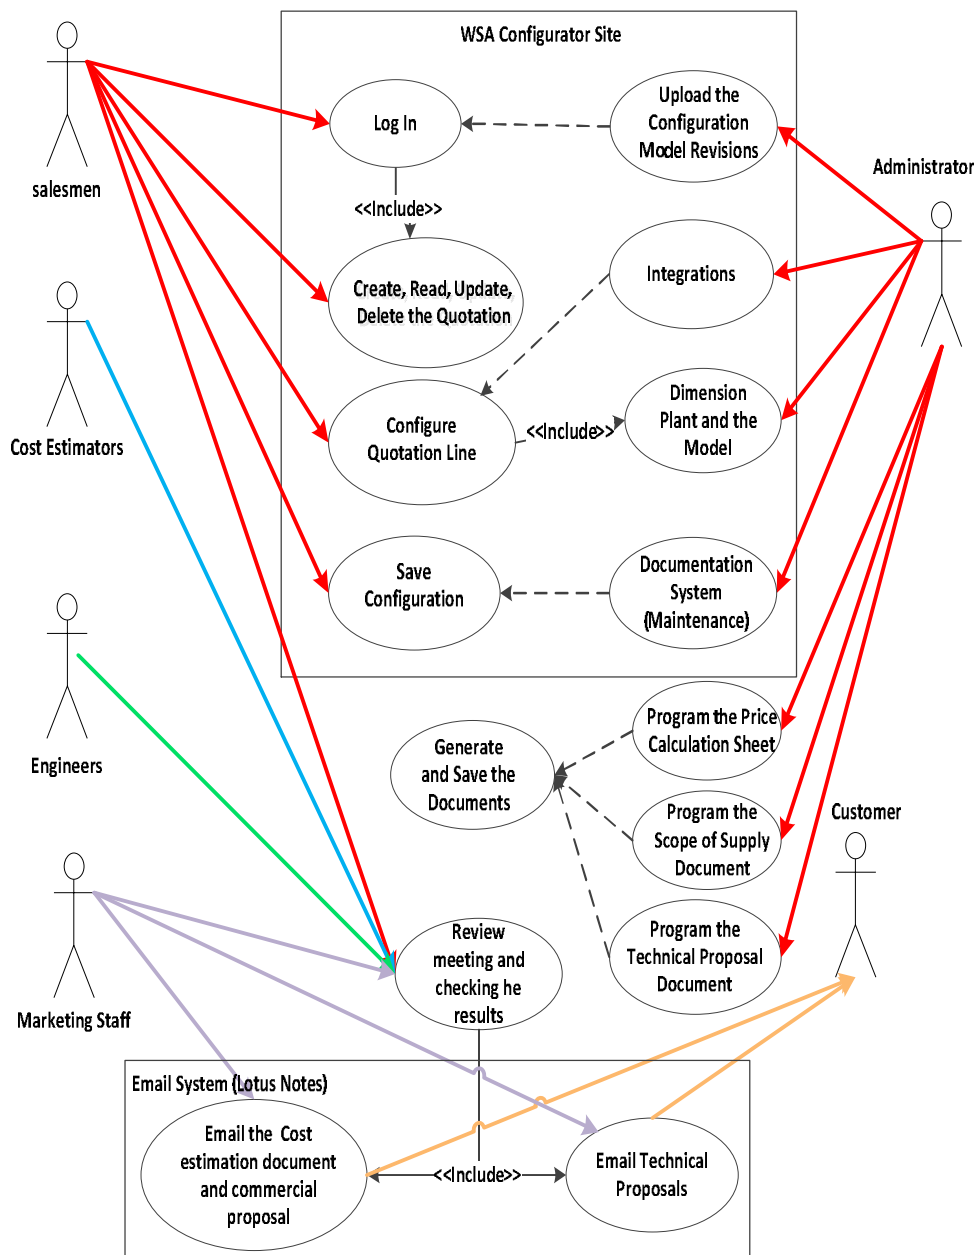 WSA Configurator Site
Log In
Upload the
Configuration
Model Revisions
Administrator
salesmen
<<Include>>
Create, Read, Update,
Delete the Quotation
Integrations
Cost Estimators
Configure
Quotation Line
<<Include>>
Dimension
Plant and the
Model
Save
Configuration
Documentation
System
(Maintenance)
Engineers
Generate
and Save the
Documents
Program the Price
Calculation Sheet
Program the
Scope of Supply
Document
Customer
Marketing Staff
Review
meeting and
checking he
results
Program the
Technical Proposal
Document
Email System (Lotus Notes)
Email the Cost
estimation document
and commercial
proposal
<<Include>>
Email Technical
Proposals